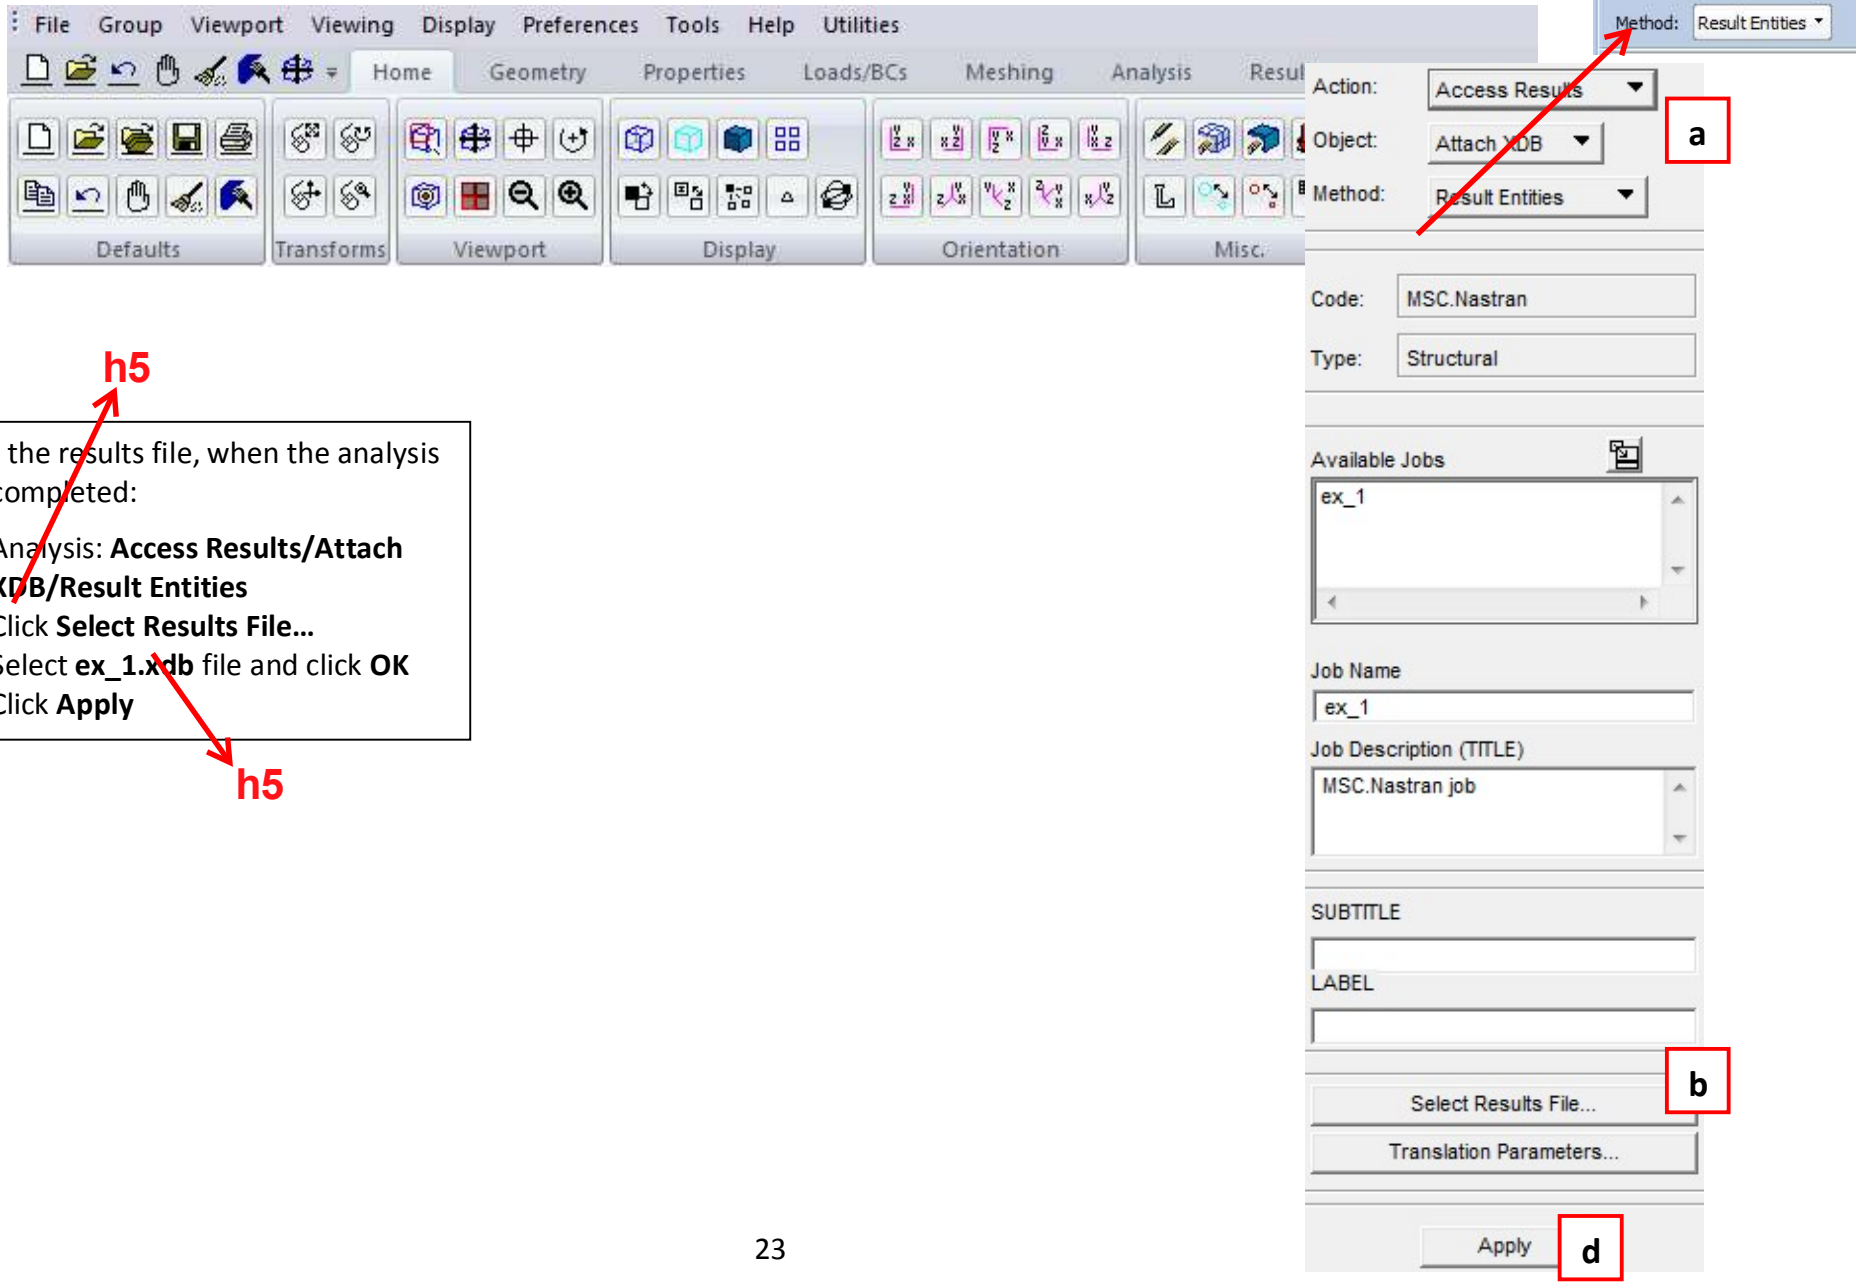 File Group Viewport Viewing Display Preferences Tools Help Utilities
Method: Result Entities
Home Geometry Properties Loads/BCs Meshing Analysis
Defaults Transforms Viewport Display Orientation Misc.
Action: Access Results
a
Object: Attach XDB
Method: Result Entities
Code: MSC.Nastran
Type: Structural
h5
the results file, when the analysis
completed:
Analysis: Access Results/Attach
XDB/Result Entities
Click Select Results File...
Select ex_1.xdb file and click OK
Click Apply
h5
Available Jobs
ex_1
Job Name
ex_1
Job Description (TITLE)
MSC.Nastran job
SUBTITLE
LABEL
b
Select Results File...
Translation Parameters...
Apply
d
23